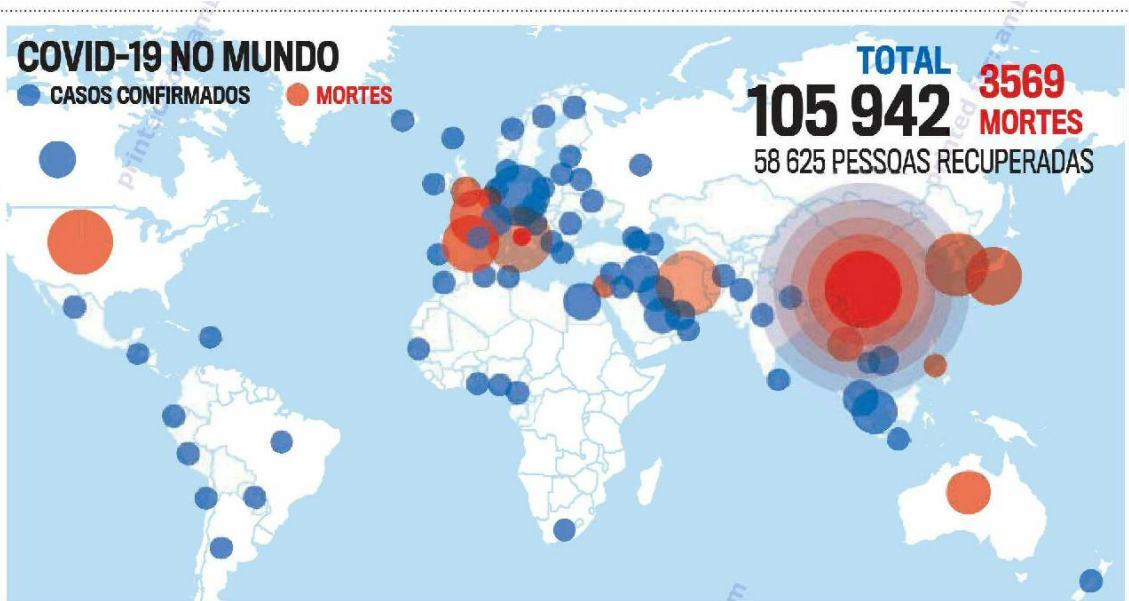 COVID-19 NO MUNDO
CASOS CONFIRMADOS
MORTES
TOTAL
105 942
3569
MORTES
58 625 PESSOAS RECUPERADAS